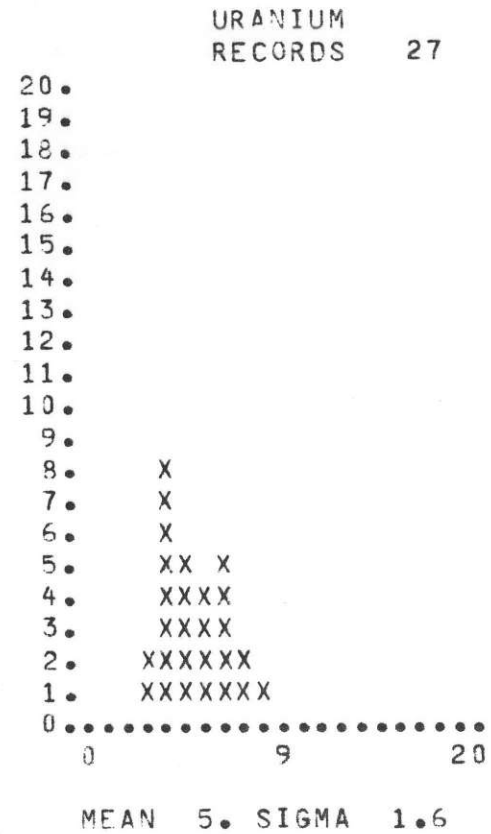 URANIUM
RECORDS 27
20.
19.
18.
17.
16.
15.
14.
13.
12.
11.
10.
9.
8. X
7. X
6. X
5. XX X
4. XXXX
3. XXXX
2. XXXXXX
1. XXXXXXX
0......................
0 9 20
MEAN 5. SIGMA 1.6